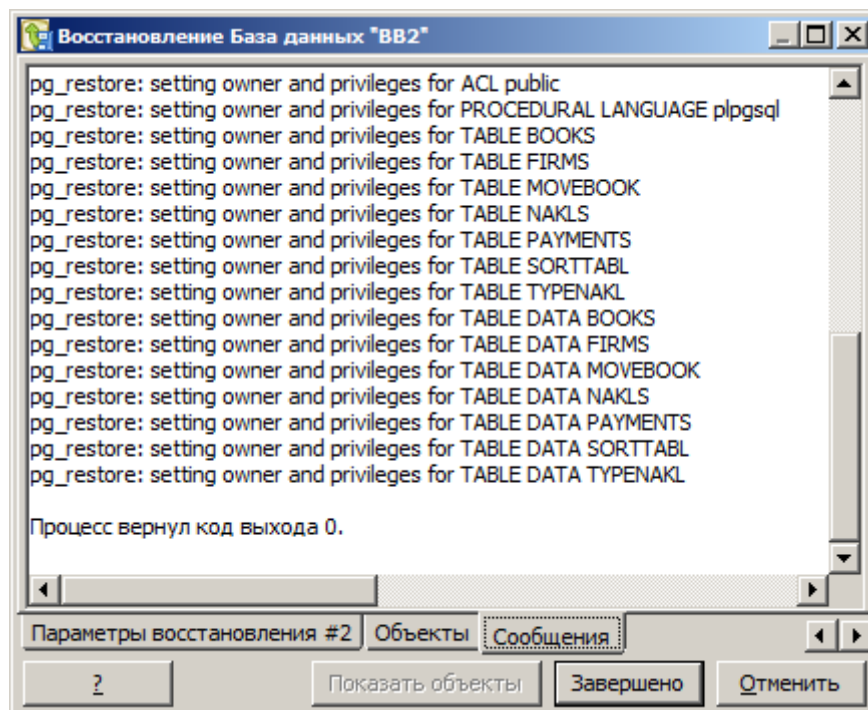 Восстановление База данных "BB2"
pg_restore: setting owner and privileges for ACL public
pg_restore: setting owner and privileges for PROCEDURAL LANGUAGE plpgsql
pg_restore: setting owner and privileges for TABLE BOOKS
pg_restore: setting owner and privileges for TABLE FIRMS
pg_restore: setting owner and privileges for TABLE MOVEBOOK
pg_restore: setting owner and privileges for TABLE NAKLS
pg_restore: setting owner and privileges for TABLE PAYMENTS
pg_restore: setting owner and privileges for TABLE SORTTABL
pg_restore: setting owner and privileges for TABLE TYPENAKL
pg_restore: setting owner and privileges for TABLE DATA BOOKS
pg_restore: setting owner and privileges for TABLE DATA FIRMS
pg_restore: setting owner and privileges for TABLE DATA MOVEBOOK
pg_restore: setting owner and privileges for TABLE DATA NAKLS
pg_restore: setting owner and privileges for TABLE DATA PAYMENTS
pg_restore: setting owner and privileges for TABLE DATA SORTTABL
pg_restore: setting owner and privileges for TABLE DATA TYPENAKL
Процесс вернул код выхода 0.
Параметры восстановления #2 Объекты Сообщения
? Показать объекты Завершено Отменить